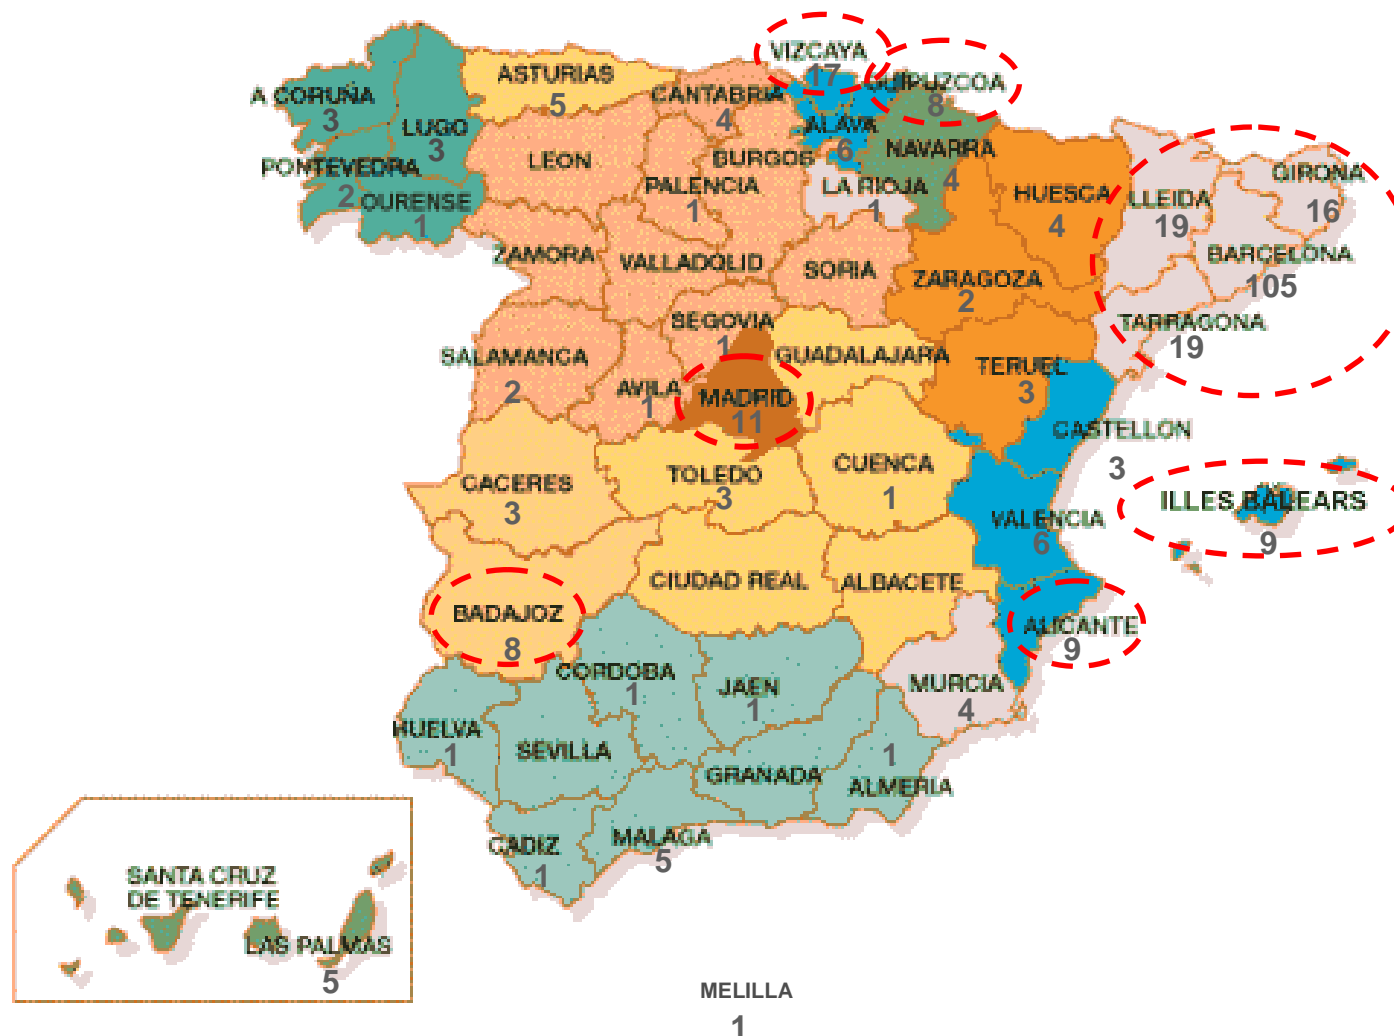 VIZCAYA
17
GUIPUZCOA
8
ASTURIAS
5
CANTABRIA
4
A CORUÑA
3
LUGO
3
ALAVA
6
NAVARRA
4
LEON
BURGOS
PALENCIA
1
LA RIOJA
1
HUESCA
4
LLEIDA
19
GIRONA
16
PONTEVEDRA
2
OURENSE
1
BARCELONA
105
ZAMORA
VALLADOLID
SORIA
ZARAGOZA
2
TARRAGONA
19
SEGOVIA
1
SALAMANCA
2
AVILA
1
MADRID
11
GUADALAJARA
TERUEL
3
CASTELLON
3
CACERES
3
TOLEDO
3
CUENCA
1
VALENCIA
6
ILLES BALEARS
9
BADAJOZ
8
CIUDAD REAL
ALBACETE
ALICANTE
9
CORDOBA
1
JAEN
1
MURCIA
4
HUELVA
1
SEVILLA
GRANADA
1
ALMERIA
CADIZ
1
MALAGA
5
SANTA CRUZ
DE TENERIFE
LAS PALMAS
5
MELILLA
1